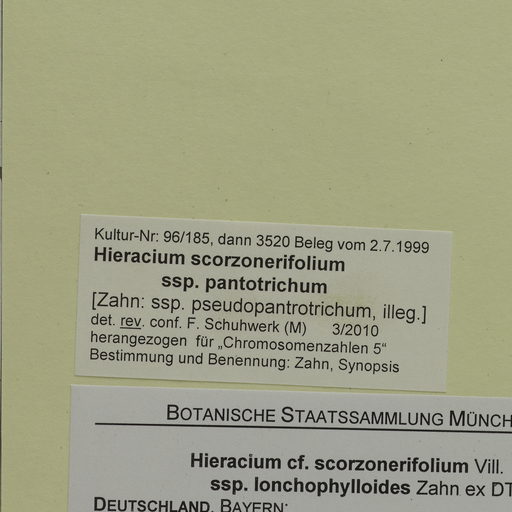 Kultur-Nr: 96/185, dann 3520 Beleg vom 2.7.1999
Hieracium scorzonerifolium
ssp. pantotrichum
[Zahn: ssp. pseudopantrotrichum, illeg.]
det. rev. conf. F. Schuhwerk (M) 3/2010
herangezogen für „Chromosomenzahlen 5“
Bestimmung und Benennung: Zahn, Synopsis
BOTANISCHE STAATSSAMMLUNG MÜNCH
Hieracium cf. scorzonerifolium Vill.
ssp. lonchophylloides Zahn ex DT
DEUTSCHLAND, BAYERN: